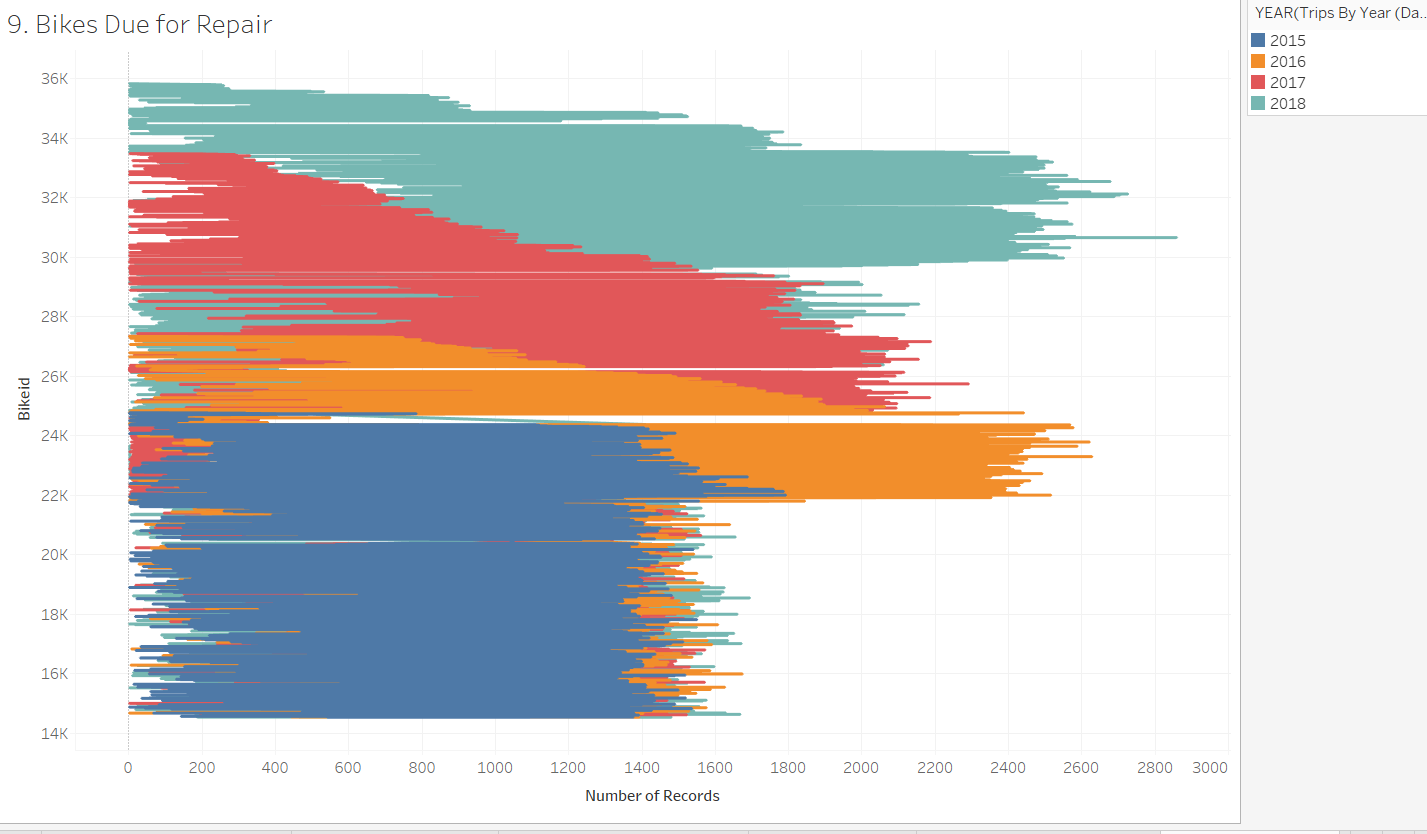 9. Bikes Due for Repair
YEAR(Trips By Year (Da..
2015
2016
2017
2018
36K
34K
32K
30K
28K
26K
24K
22K
20K
18K
16K
14K
Bikeid
0 200 400 600 800 1000 1200 1400 1600 1800 2000 2200 2400 2600 2800 3000
Number of Records